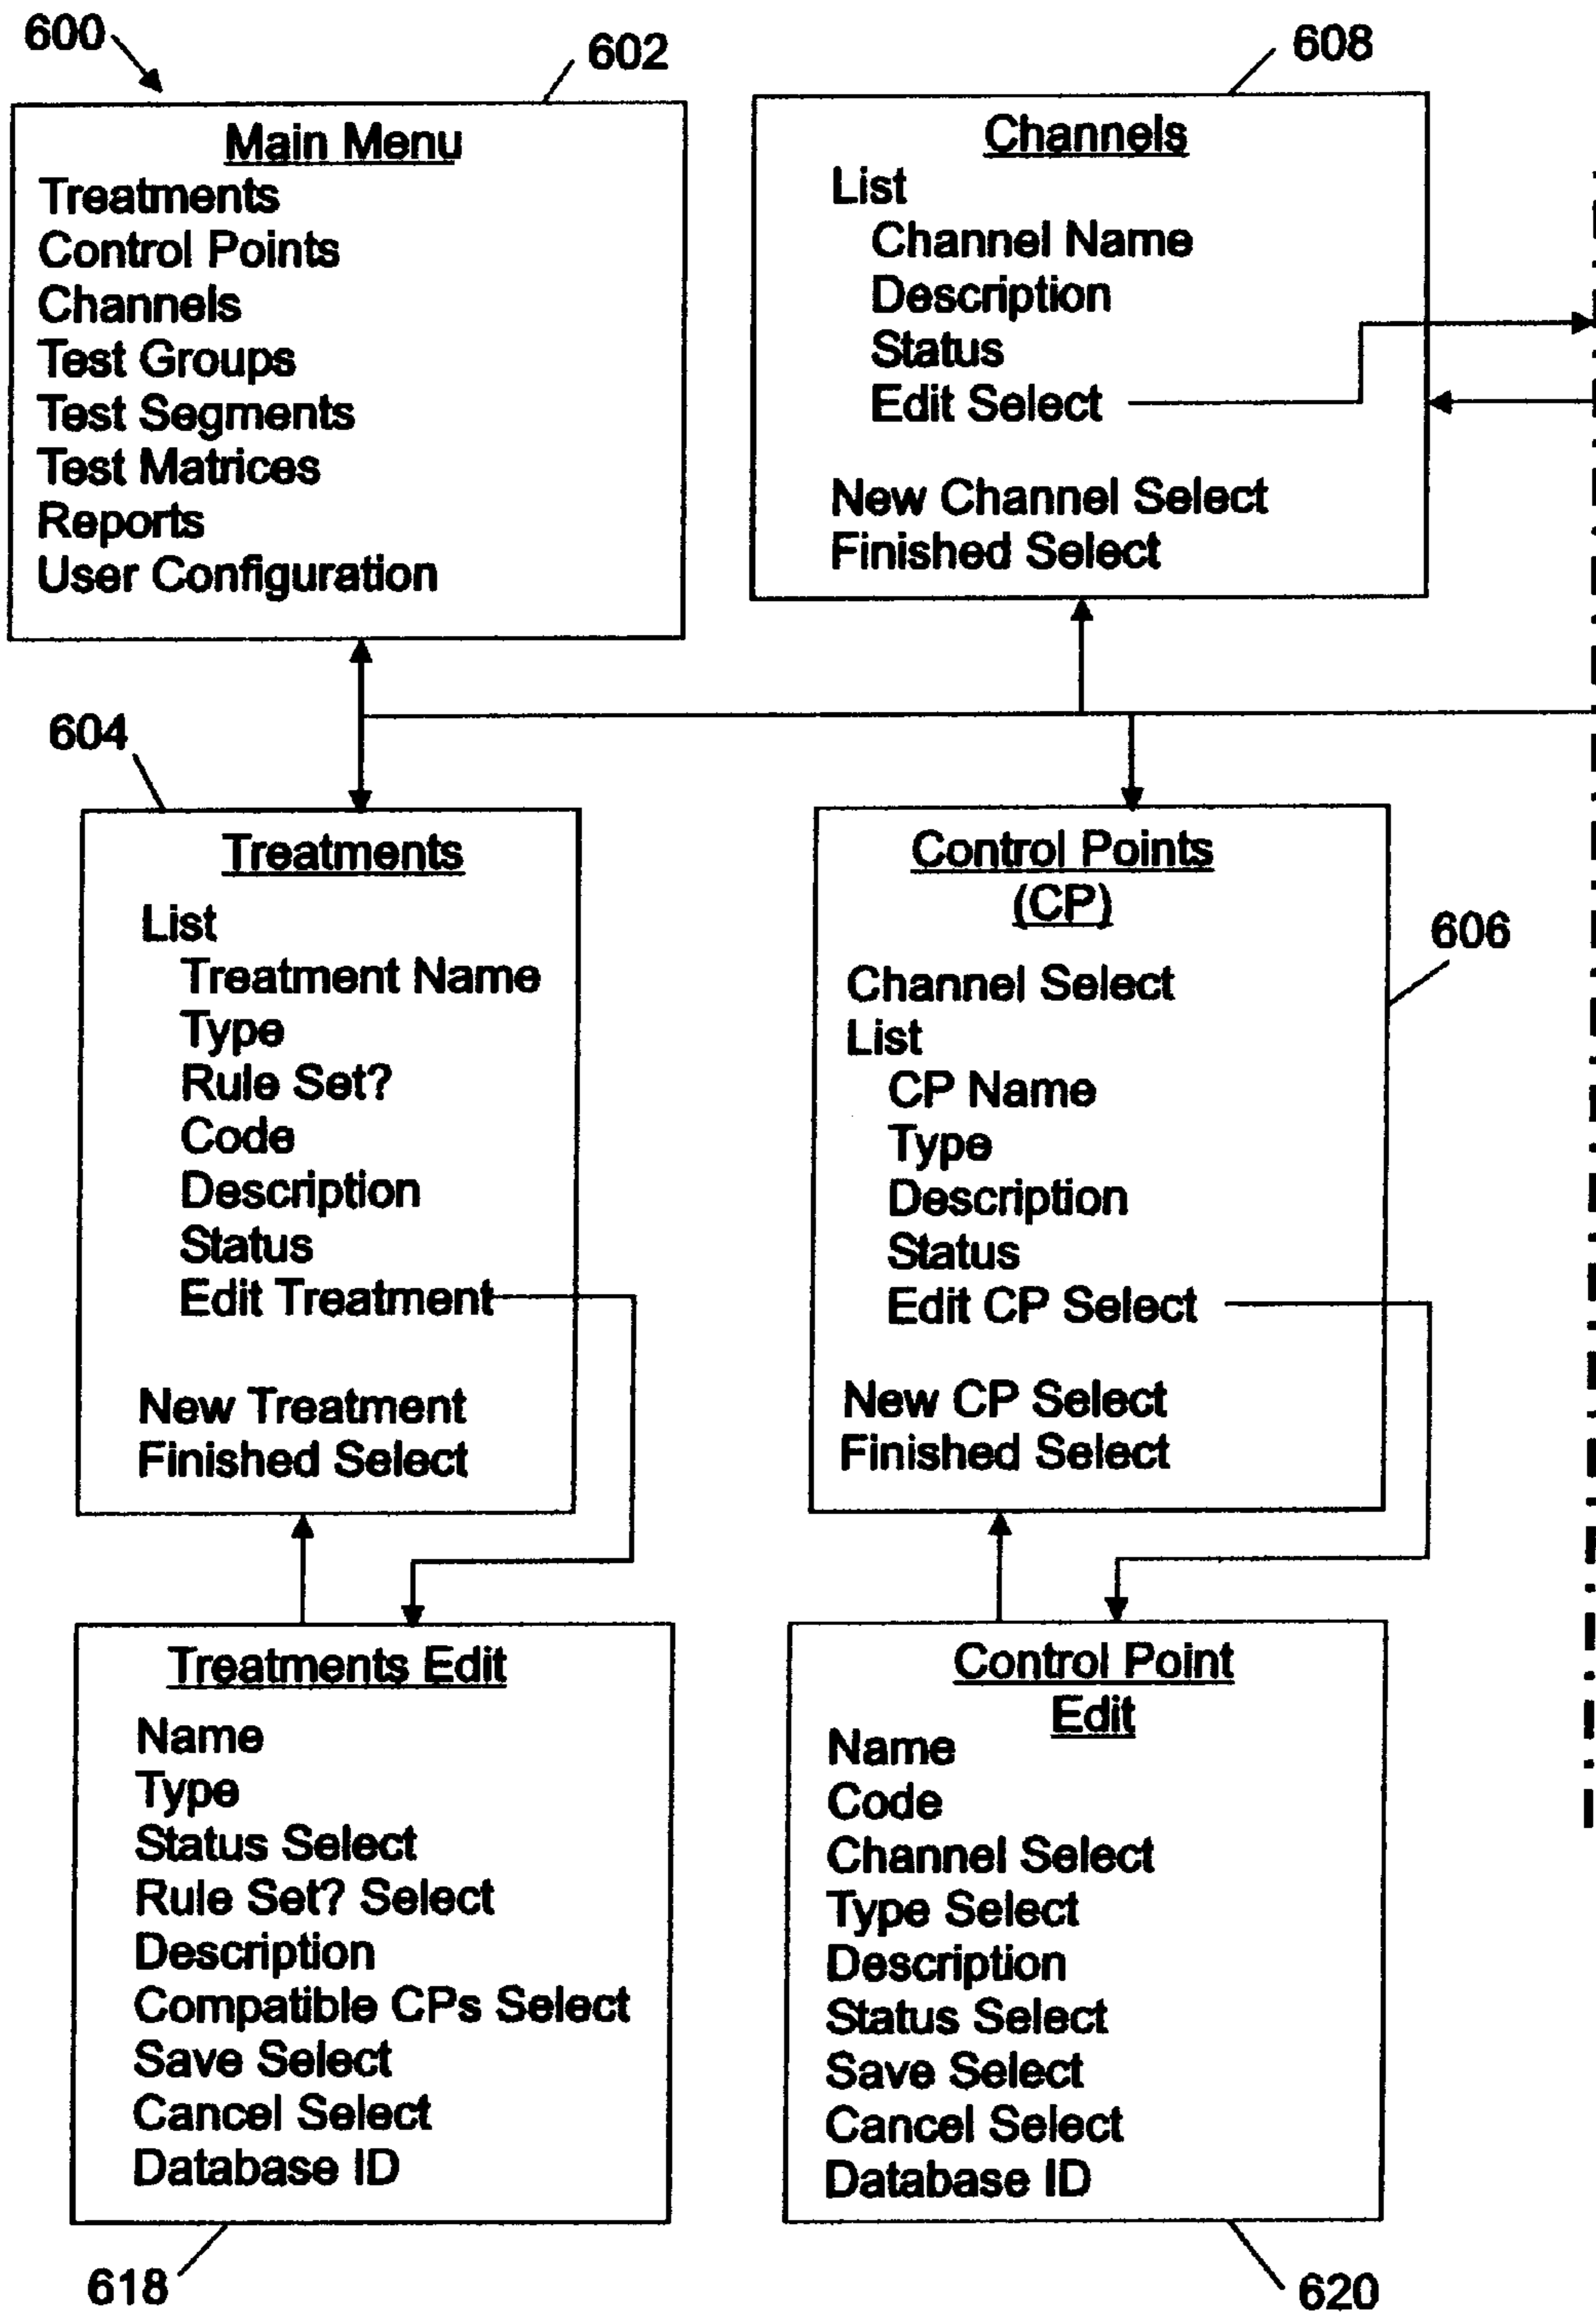 600
602
Main Menu
Treatments
Control Points
Channels
Test Groups
Test Segments
Test Matrices
Reports
User Configuration
608
Channels
List
Channel Name
Description
Status
Edit Select
New Channel Select
Finished Select
604
Treatments
List
Treatment Name
Type
Rule Set?
Code
Description
Status
Edit Treatment
New Treatment
Finished Select
Control Points
(CP)
606
Channel Select
List
CP Name
Type
Description
Status
Edit CP Select
New CP Select
Finished Select
Treatments Edit
Name
Type
Status Select
Rule Set? Select
Description
Compatible CPs Select
Save Select
Cancel Select
Database ID
618
Control Point
Edit
Name
Code
Channel Select
Type Select
Description
Status Select
Save Select
Cancel Select
Database ID
620